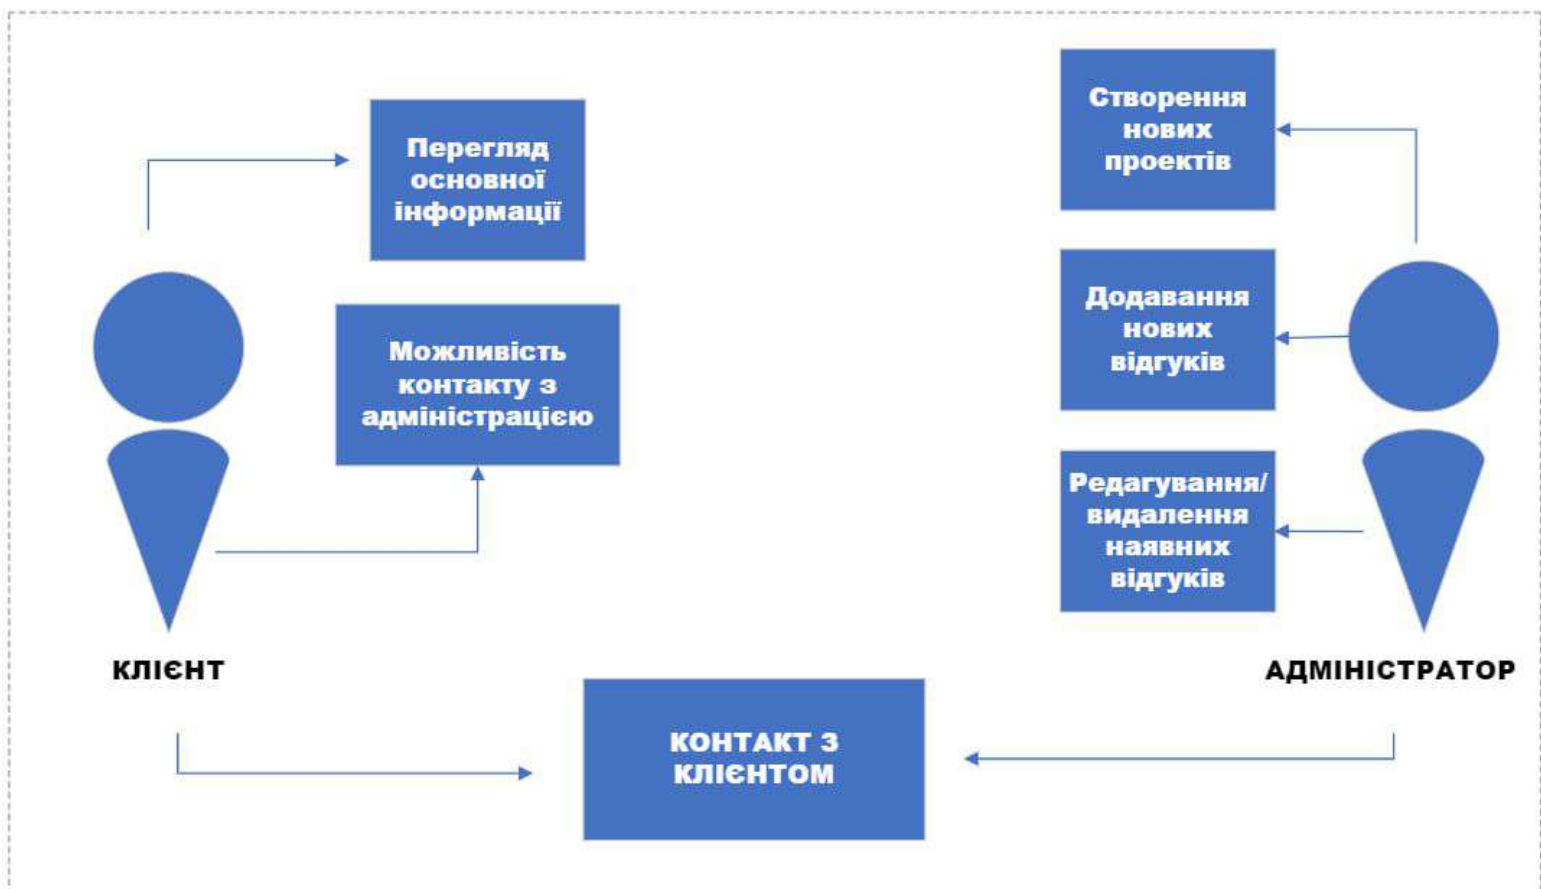 Перегляд
основної
інформації
Можливість
контакту з
адміністрацією
КЛІЄНТ
Створення
нових
проектів
Додавання
нових
відгуків
Редагування/
видалення
наявних
відгуків
АДМІНІСТРАТОР
КОНТАКТ З
КЛІЄНТОМ